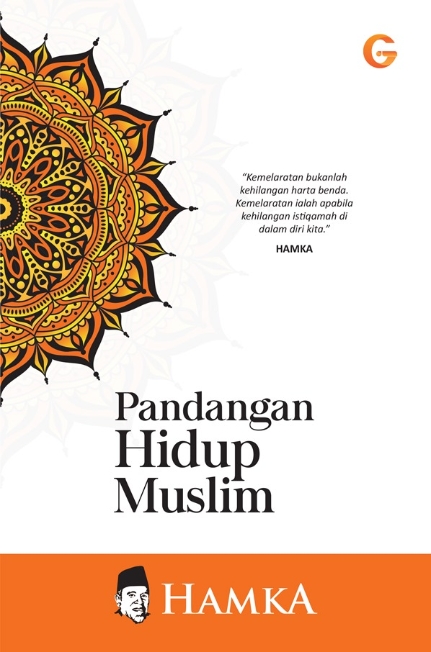 G
“Kemelaratan bukanlah
kehilangan harta benda.
Kemelaratan ialah apabila
kehilangan istiqamah di
dalam diri kita.”
HAMKA
Pandangan
Hidup
Muslim
HAMKA